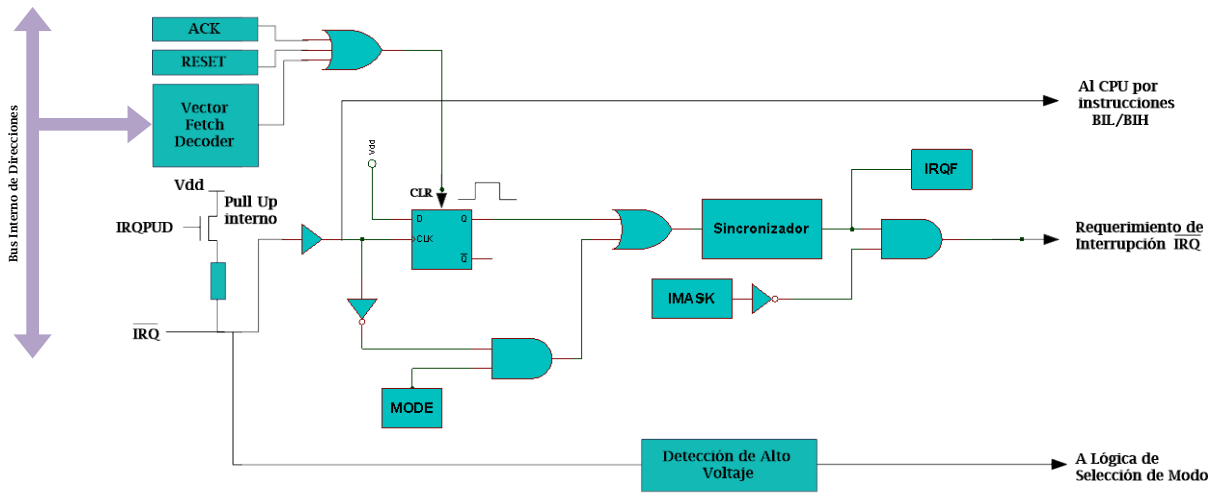 Bus Interno de Direcciones
ACK
RESET
Vector
Fetch
Decoder
Vdd
Pull Up
interno
IRQPUD
IRQ
Vdd
CLR
D
Q
CLK
Q
MODE
Sincronizador
IMASK
IRQF
Al CPU por
instrucciones
BIL/BIH
Requerimiento de
Interrupción IRQ
Detección de Alto
Voltaje
A Lógica de
Selección de Modo